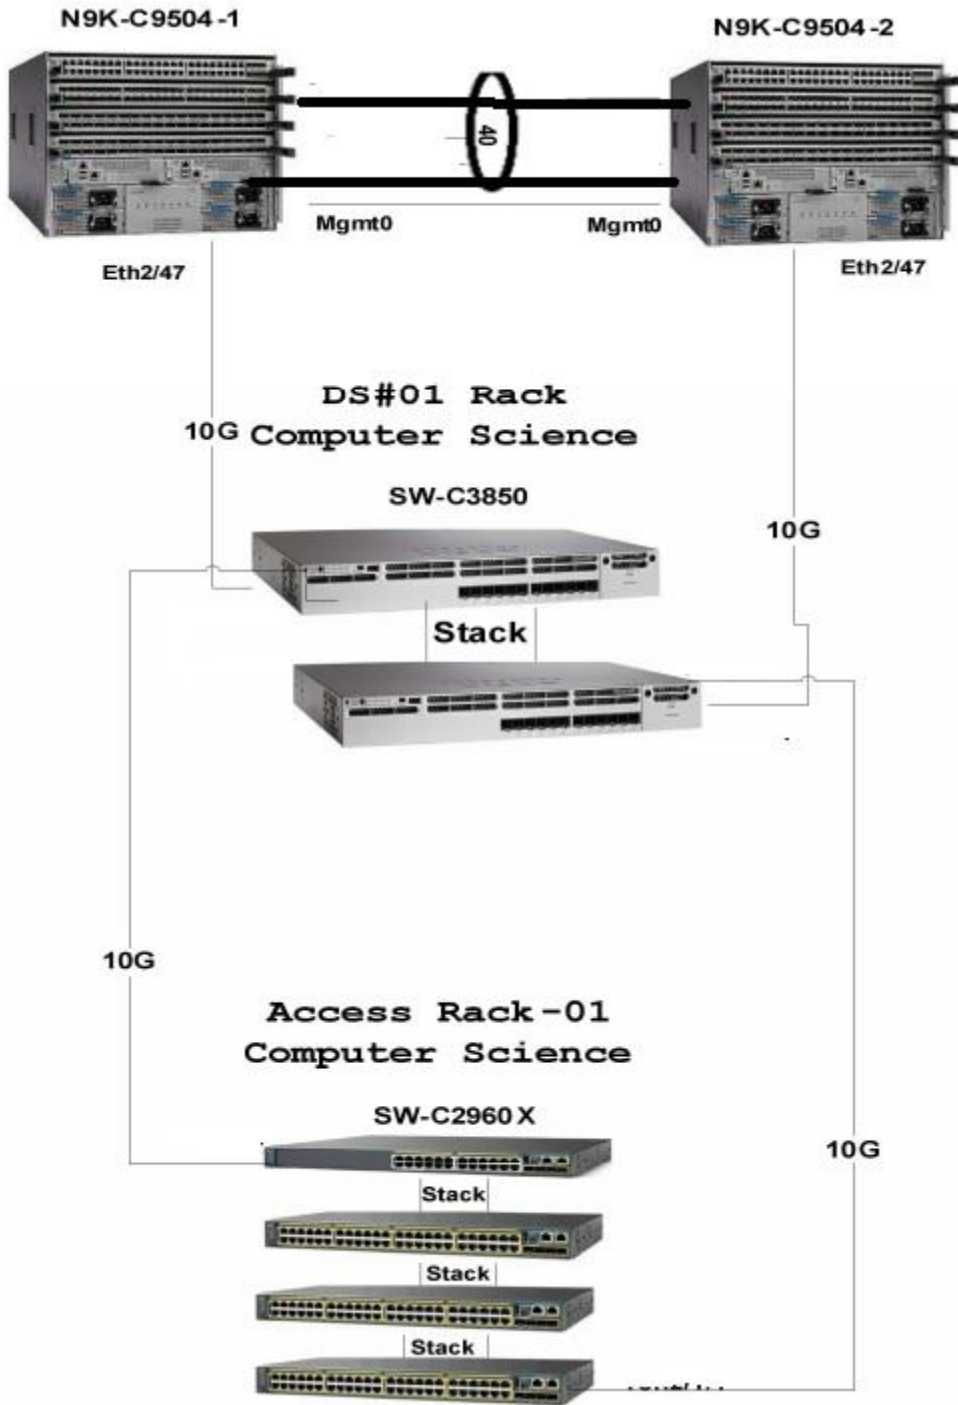 N9K-C9504-1
N9K-C9504-2
40
Mgmt0
Mgmt0
Eth2/47
Eth2/47
DS#01 Rack
10G
Computer Science
SW-C3850
10G
Stack
10G
Access Rack-01
Computer Science
SW-C2960X
10G
Stack
Stack
Stack